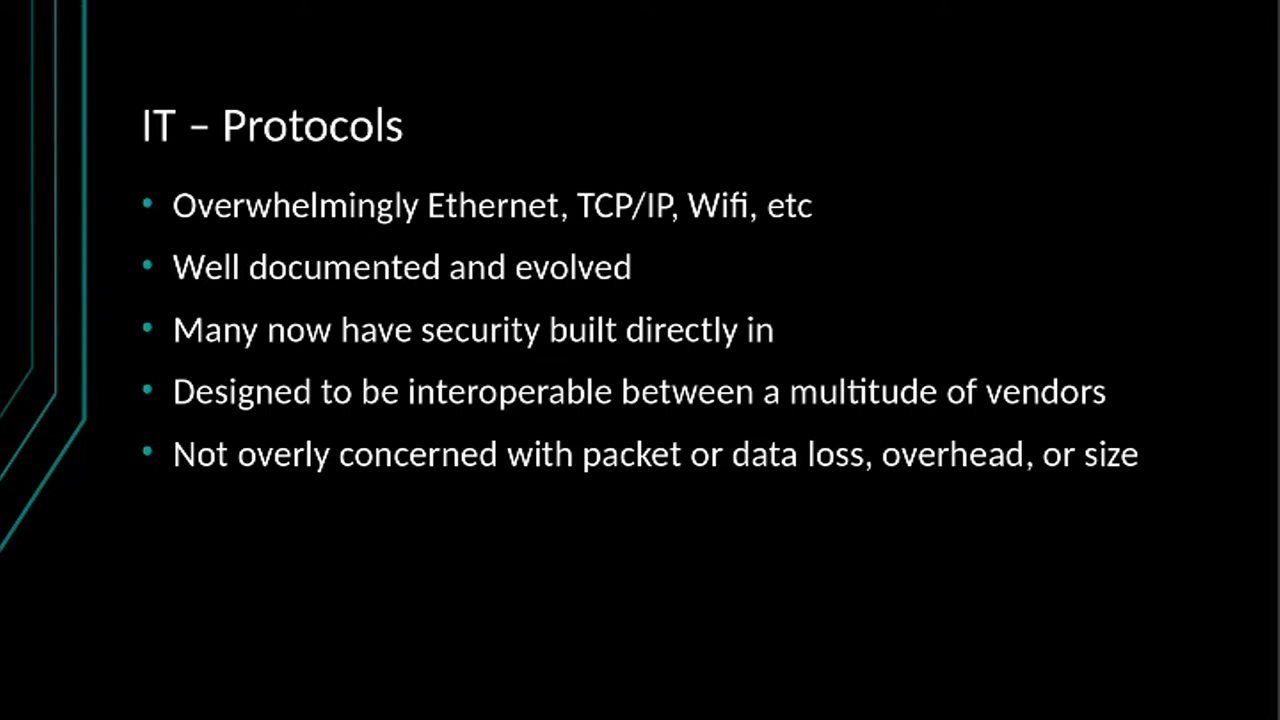 IT – Protocols
• Overwhelmingly Ethernet, TCP/IP, Wifi, etc
• Well documented and evolved
• Many now have security built directly in
• Designed to be interoperable between a multitude of vendors
• Not overly concerned with packet or data loss, overhead, or size